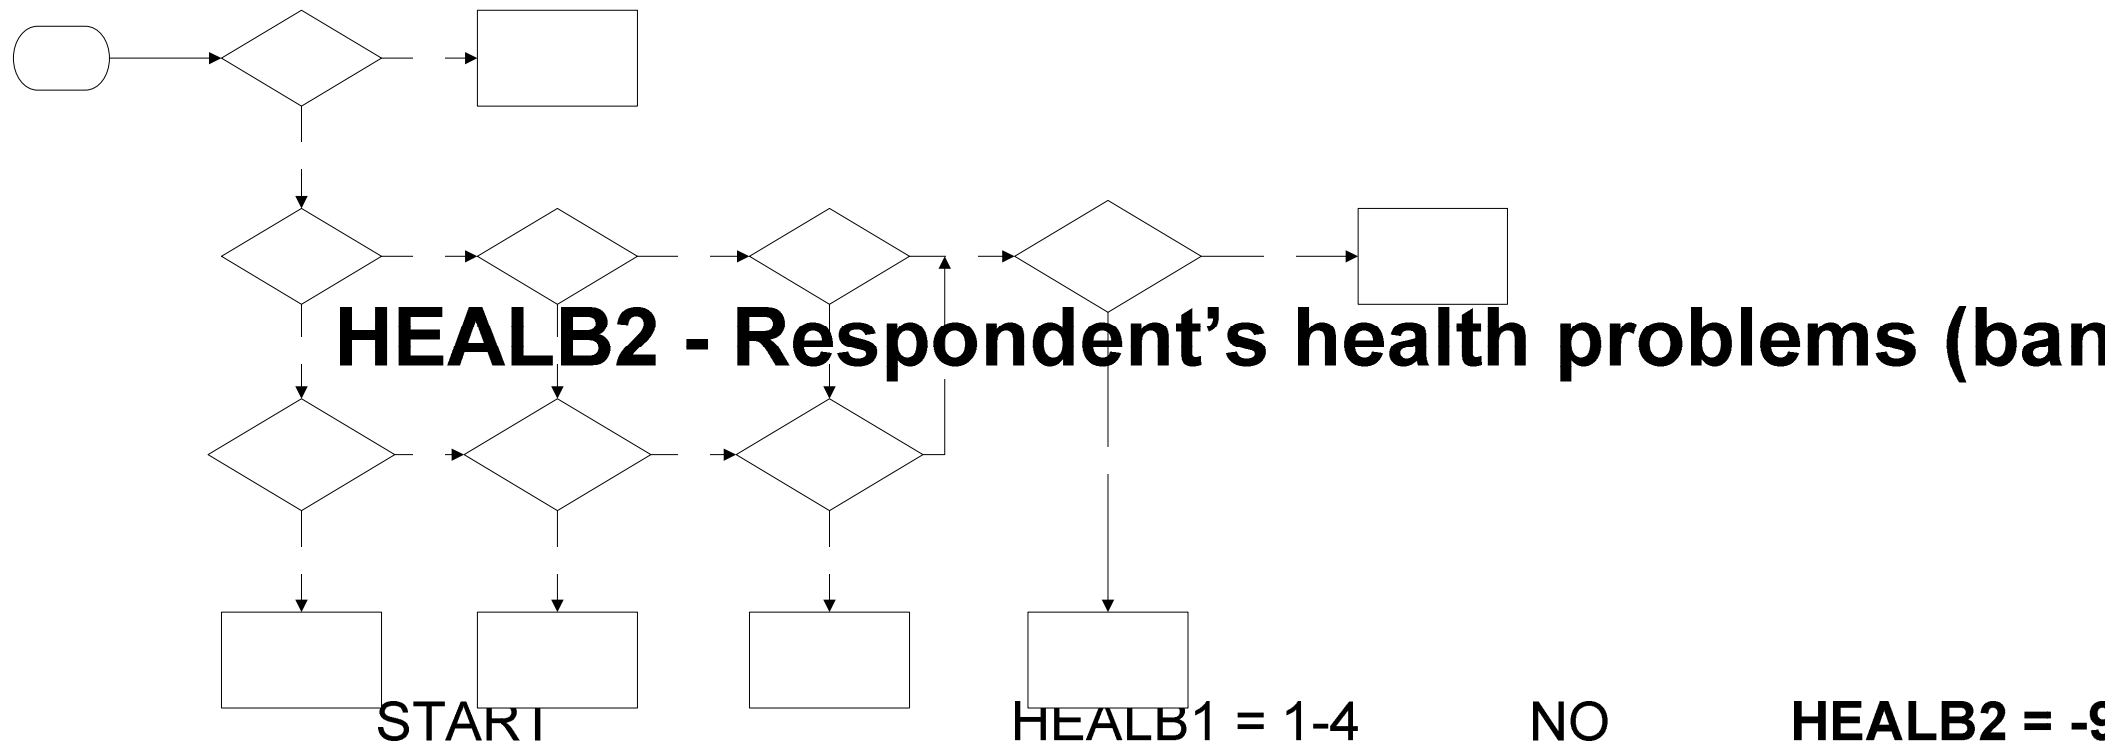 HEALB2 - Respondent’s health problems (ban
START HEALB1 = 1-4 NO HEALB2 = -9